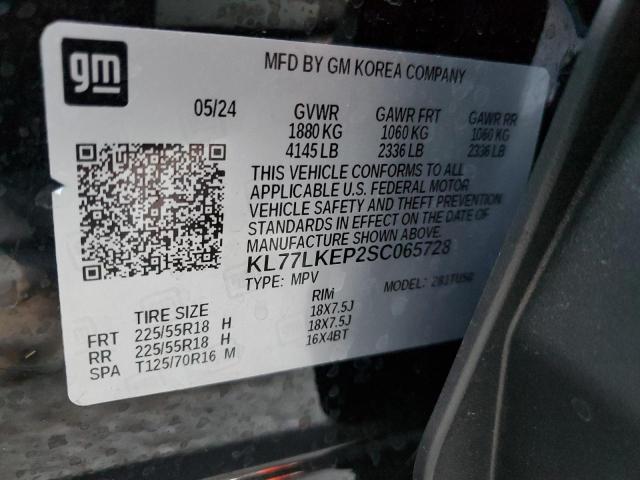 gm
MFD BY GM KOREA COMPANY
05/24 GVWR GAWR FRT GAWR RR
1880 KG 1060 KG 1060 KG
4145 LB 2336 LB 2336 LB
THIS VEHICLE CONFORMS TO ALL
APPLICABLE U.S. FEDERAL MOTOR
VEHICLE SAFETY AND THEFT PREVENTION
STANDARDS IN EFFECT ON THE DATE OF
MANUFACTURE SHOWN ABOVE.
KL77LKEP2SC065728
TYPE: MPV MODEL:
TIRE SIZE RIM
FRT 225/55R18 H 18X7.5J
RR 225/55R18 H 18X7.5J
SPA T125/70R16 M 16X4BT